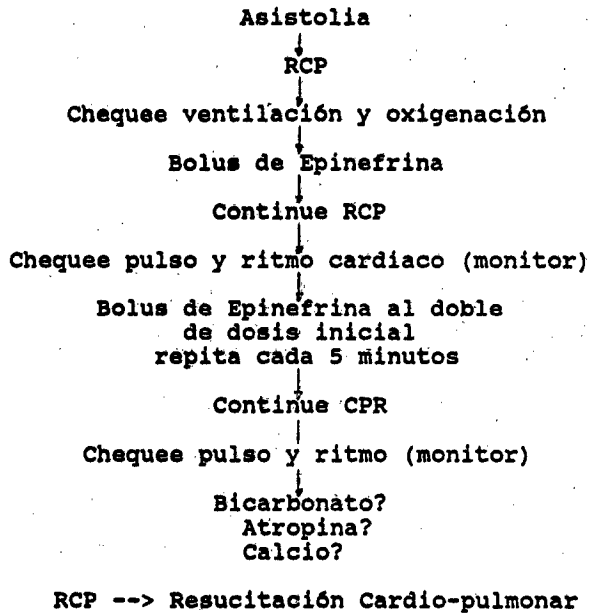 Asistolia
RCP
Chequee ventilación y oxigenación
Bolus de Epinefrina
Continue RCP
Chequee pulso y ritmo cardiaco (monitor)
Bolus de Epinefrina al doble
de dosis inicial
repita cada 5 minutos
Continue CPR
Chequee pulso y ritmo (monitor)
Bicarbonato?
Atropina?
Calcio?
RCP --> Resucitación Cardio-pulmonar